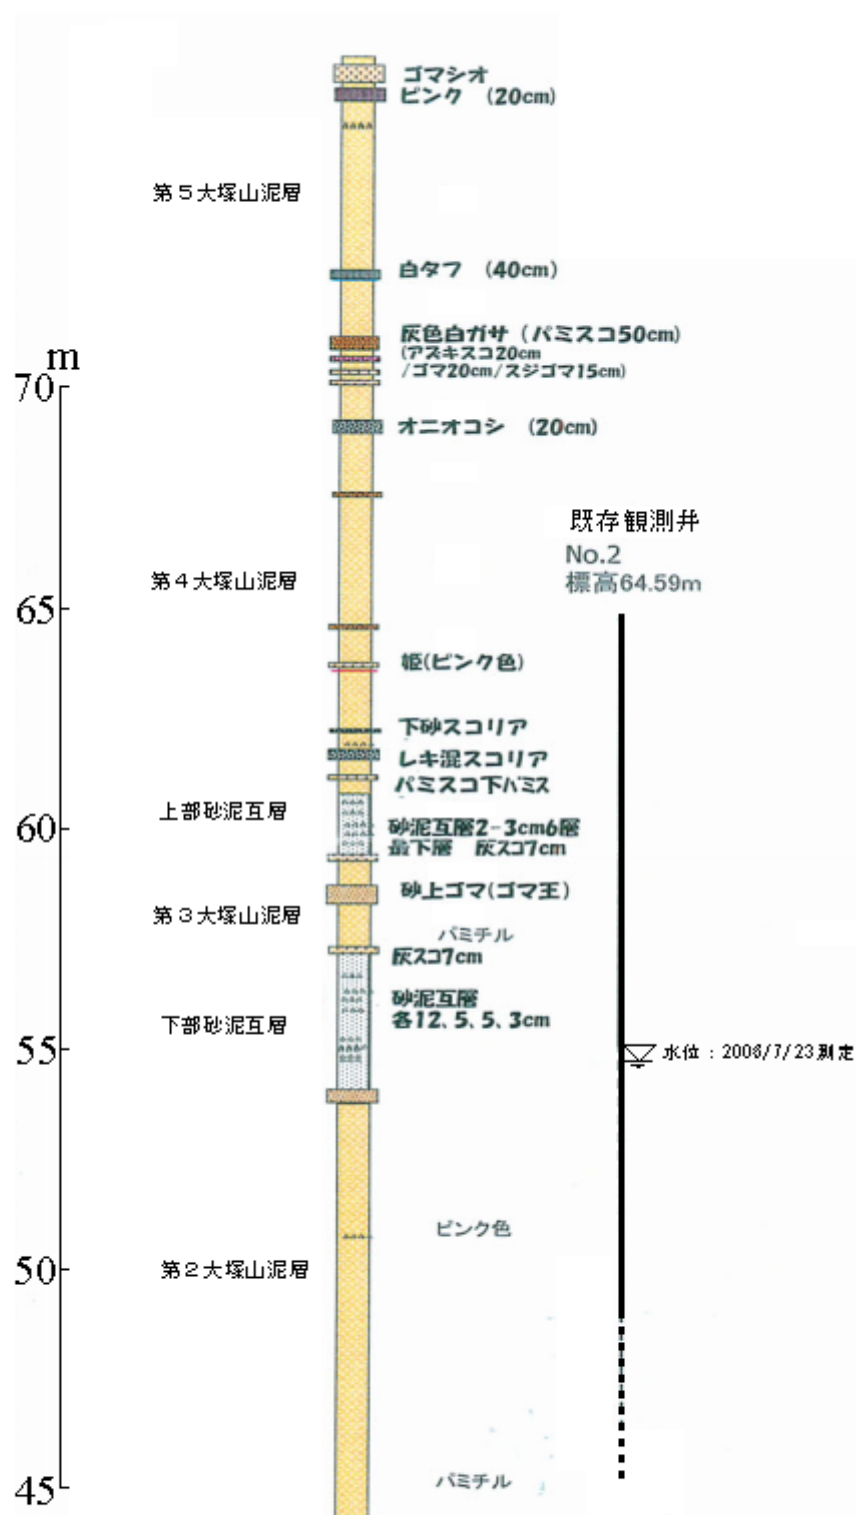 ゴマシオ
ピンク (20cm)
第5大塚山泥層
白タフ (40cm)
灰色白ガサ (パミスコ50cm)
(アズキスコ20cm
/ゴマ20cm/スジゴマ15cm)
m
70
オニオコシ (20cm)
既存観測井
No.2
標高64.59m
第4大塚山泥層
65
姫(ピンク色)
下砂スコリア
レキ混スコリア
パミスコ下パミス
上部砂泥互層
60
砂泥互層2-3cm6層
最下層 灰スコ7cm
砂上ゴマ(ゴマ王)
第3大塚山泥層
パミチル
灰スコ7cm
砂泥互層
各12、5、5、3cm
下部砂泥互層
55
水位:2008/7/23測定
ピンク色
50
第2大塚山泥層
パミチル
45